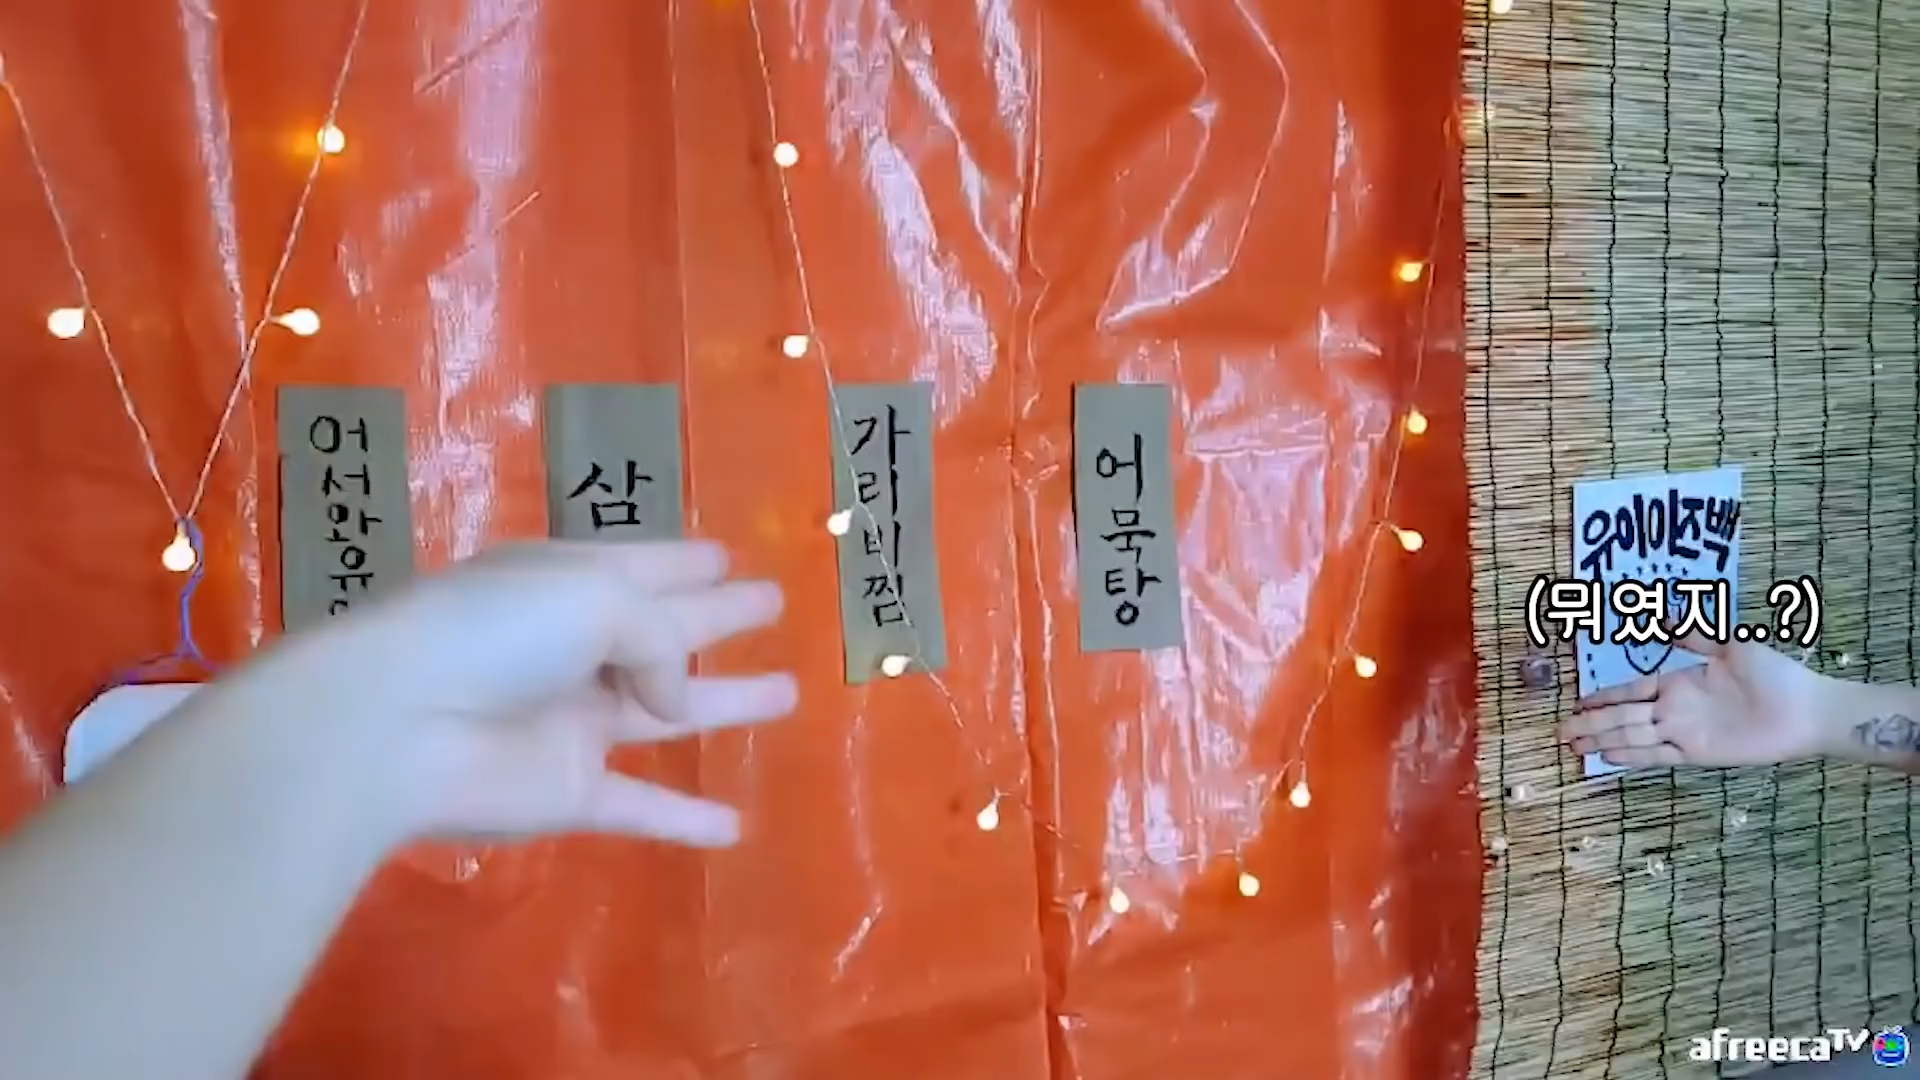 어서와유
삼
가리비찜
어묵탕
유이이즈백
(뭐였지..?)
afreecaTV